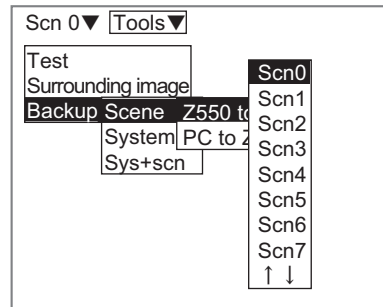 Scn 0▼ Tools▼
Test
Surrounding image
Backup Scene Z550 to
System PC to
Sys+scn
Scn0
Scn1
Scn2
Scn3
Scn4
Scn5
Scn6
Scn7
↑ ↓